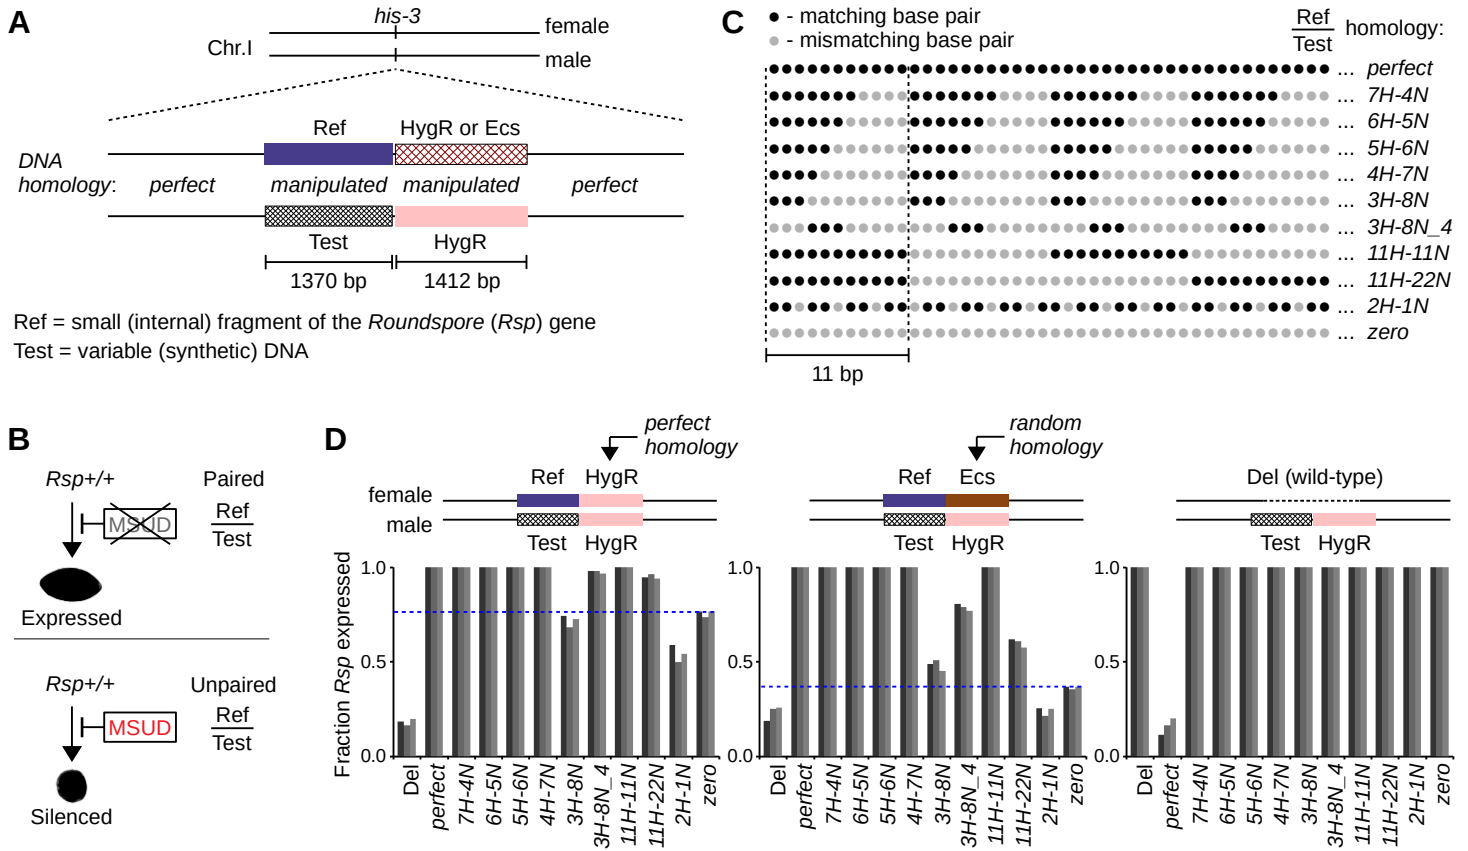 A
his-3
Chr.I
female
male
Ref
HygR or Ecs
DNA
homology:
perfect
manipulated
manipulated
perfect
Test
HygR
1370 bp
1412 bp
Ref = small (internal) fragment of the Roundspore (Rsp) gene
Test = variable (synthetic) DNA
C
- matching base pair
- mismatching base pair
Ref
Test
homology:
... perfect
... 7H-4N
... 6H-5N
... 5H-6N
... 4H-7N
... 3H-8N
... 3H-8N_4
... 11H-11N
... 11H-22N
... 2H-1N
... zero
11 bp
B
Rsp+/+
Paired
MSUD
Ref
Test
Expressed
Rsp+/+
Unpaired
MSUD
Ref
Test
Silenced
D
perfect
homology
Ref HygR
female
male
Test HygR
Fraction Rsp expressed
1.0
0.5
0.0
Del
perfect
7H-4N
6H-5N
5H-6N
4H-7N
3H-8N
3H-8N_4
11H-11N
11H-22N
2H-1N
zero
random
homology
Ref Ecs
Test HygR
1.0
0.5
0.0
Del
perfect
7H-4N
6H-5N
5H-6N
4H-7N
3H-8N
3H-8N_4
11H-11N
11H-22N
2H-1N
zero
Del (wild-type)
Test HygR
1.0
0.5
0.0
Del
perfect
7H-4N
6H-5N
5H-6N
4H-7N
3H-8N
3H-8N_4
11H-11N
11H-22N
2H-1N
zero